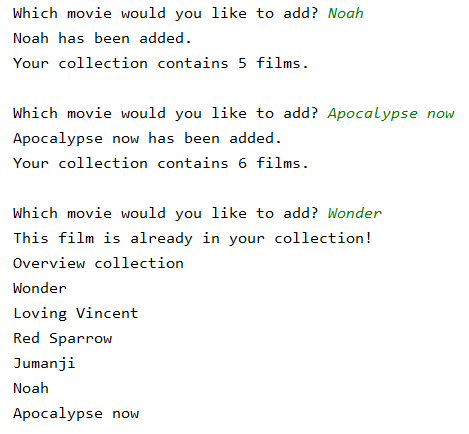 Which movie would you like to add? Noah
Noah has been added.
Your collection contains 5 films.
Which movie would you like to add? Apocalypse now
Apocalypse now has been added.
Your collection contains 6 films.
Which movie would you like to add? Wonder
This film is already in your collection!
Overview collection
Wonder
Loving Vincent
Red Sparrow
Jumanji
Noah
Apocalypse now